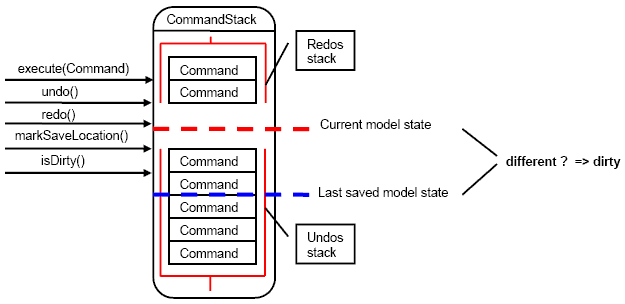 CommandStack
Redos
stack
execute(Command)
Command
undo()
Command
redo()
Current model state
markSaveLocation()
isDirty()
Command
different ? => dirty
Command
Last saved model state
Command
Command
Undos
stack
Command